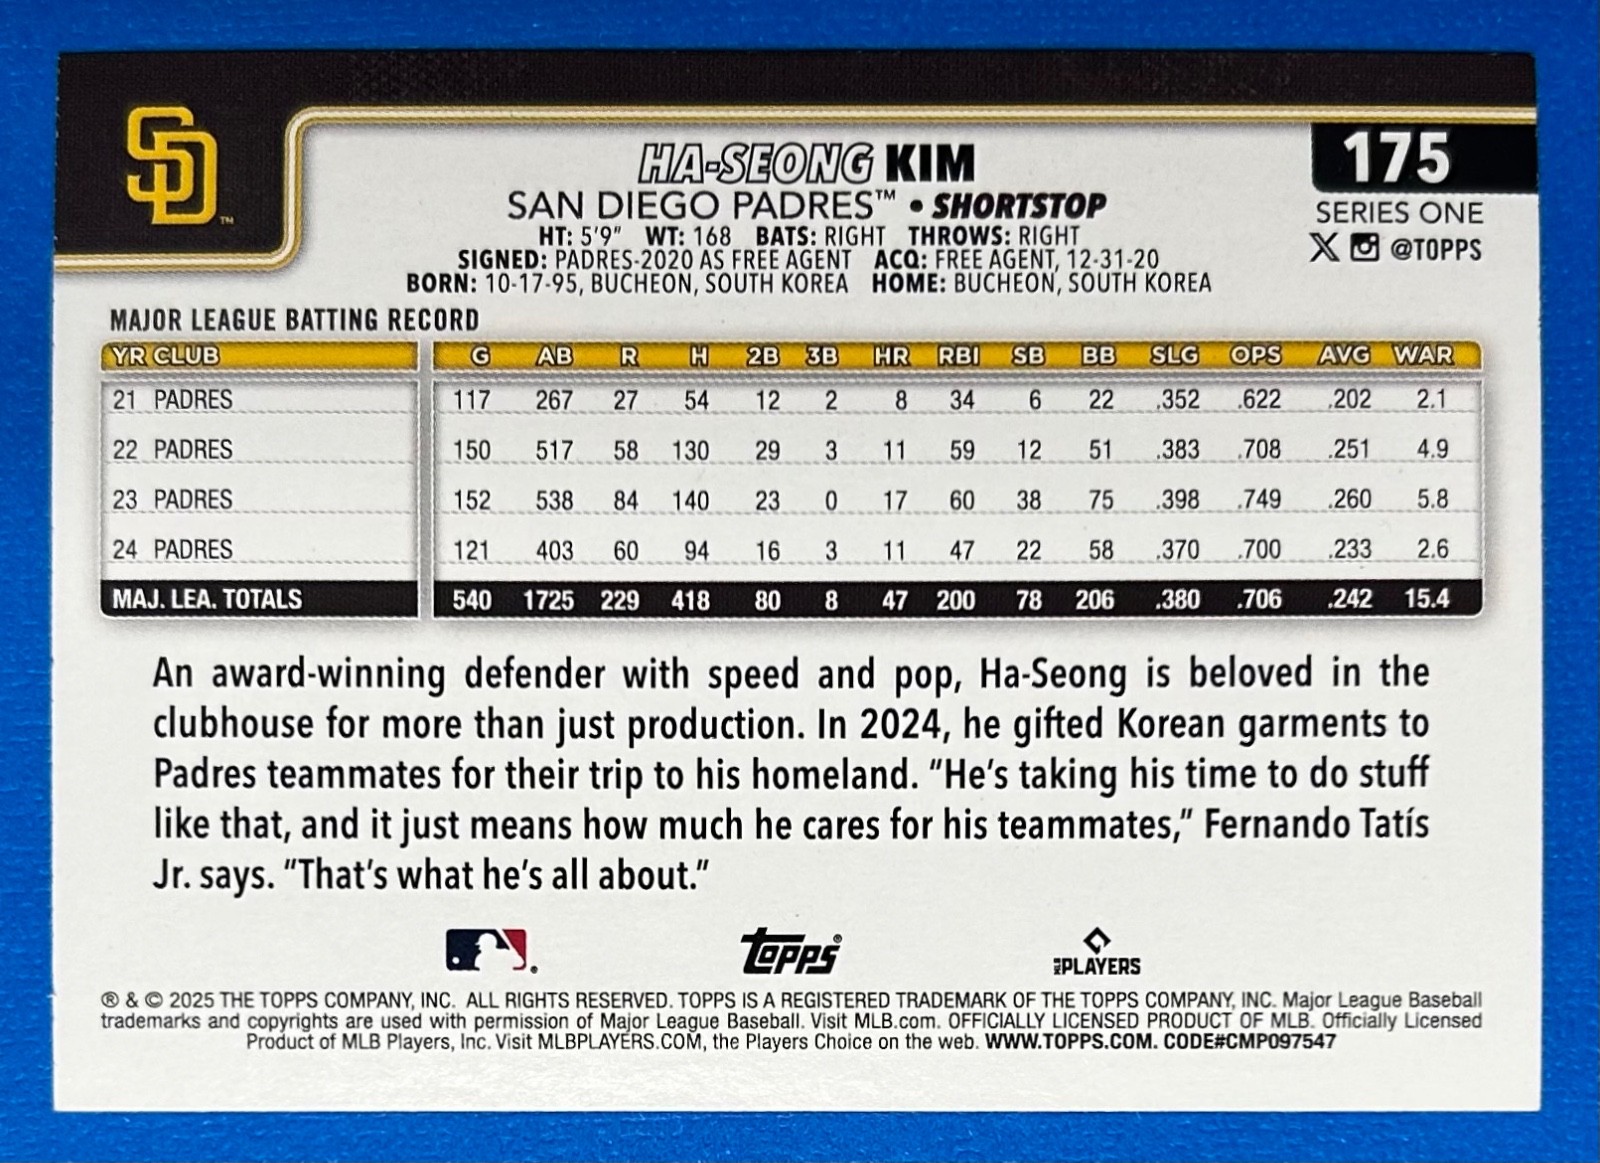 SD™
HA-SEONG KIM
175
SAN DIEGO PADRES™ • SHORTSTOP
SERIES ONE
HT: 5'9" WT: 168 BATS: RIGHT THROWS: RIGHT
@TOPPS
SIGNED: PADRES-2020 AS FREE AGENT ACQ: FREE AGENT, 12-31-20
BORN: 10-17-95, BUCHEON, SOUTH KOREA HOME: BUCHEON, SOUTH KOREA
MAJOR LEAGUE BATTING RECORD
YR CLUB G AB R H 2B 3B HR RBI SB BB SLG OPS AVG WAR
21 PADRES 117 267 27 54 12 2 8 34 6 22 .352 .622 .202 2.1
22 PADRES 150 517 58 130 29 3 11 59 12 51 .383 .708 .251 4.9
23 PADRES 152 538 84 140 23 0 17 60 38 75 .398 .749 .260 5.8
24 PADRES 121 403 60 94 16 3 11 47 22 58 .370 .700 .233 2.6
MAJ. LEA. TOTALS 540 1725 229 418 80 8 47 200 78 206 .380 .706 .242 15.4
An award-winning defender with speed and pop, Ha-Seong is beloved in the
clubhouse for more than just production. In 2024, he gifted Korean garments to
Padres teammates for their trip to his homeland. "He's taking his time to do stuff
like that, and it just means how much he cares for his teammates," Fernando Tatís
Jr. says. "That's what he's all about."
Topps® MLB PLAYERS
® & © 2025 THE TOPPS COMPANY, INC. ALL RIGHTS RESERVED. TOPPS IS A REGISTERED TRADEMARK OF THE TOPPS COMPANY, INC. Major League Baseball
trademarks and copyrights are used with permission of Major League Baseball. Visit MLB.com. OFFICIALLY LICENSED PRODUCT OF MLB. Officially Licensed
Product of MLB Players, Inc. Visit MLBPLAYERS.COM, the Players Choice on the web. WWW.TOPPS.COM. CODE#CMP097547